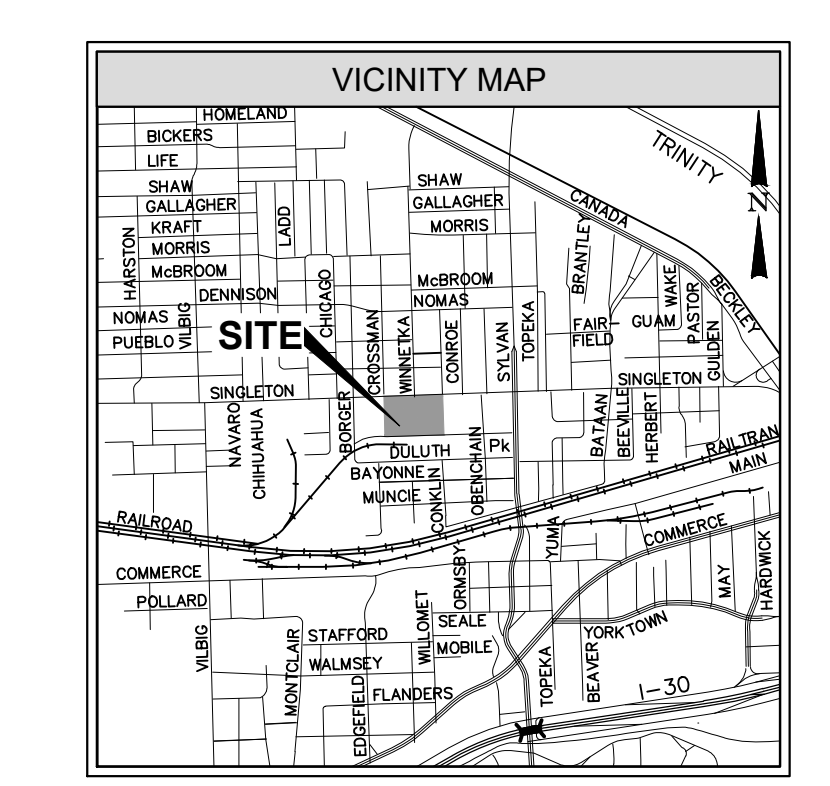 VICINITY MAP
HOMELAND
BICKERS
LIFE
TRINITY
SHAW
SHAW
GALLAGHER
GALLAGHER
CANADA
N
KRAFT
LADD
MORRIS
MORRIS
BRANTLEY
HARSTON
McBROOM
McBROOM
WAKE
BECKLEY
DENNISON
CHICAGO
NOMAS
PASTOR
NOMAS
VILBIG
SITE
CROSSMAN
WINNETKA
CONROE
SYLVAN
TOPEKA
FAIR-
FIELD
GUAM
GULDEN
PUEBLO
SINGLETON
SINGLETON
NAVARO
CHIHUAHUA
BORGER
BATAAN
BEEVILLE
HERBERT
DULUTH
Pk
RAILTRAN
BAYONNE
OBENCHAIN
MAIN
MUNCIE
CONKLIN
RAILROAD
YUMA
COMMERCE
HARDWICK
COMMERCE
ORMSBY
MAY
POLLARD
WILLOMET
SEALE
YORKTOWN
VILBIG
MONTCLAIR
STAFFORD
MOBILE
WALMSEY
TOPEKA
BEAVER
I-30
EDGEFIELD
FLANDERS